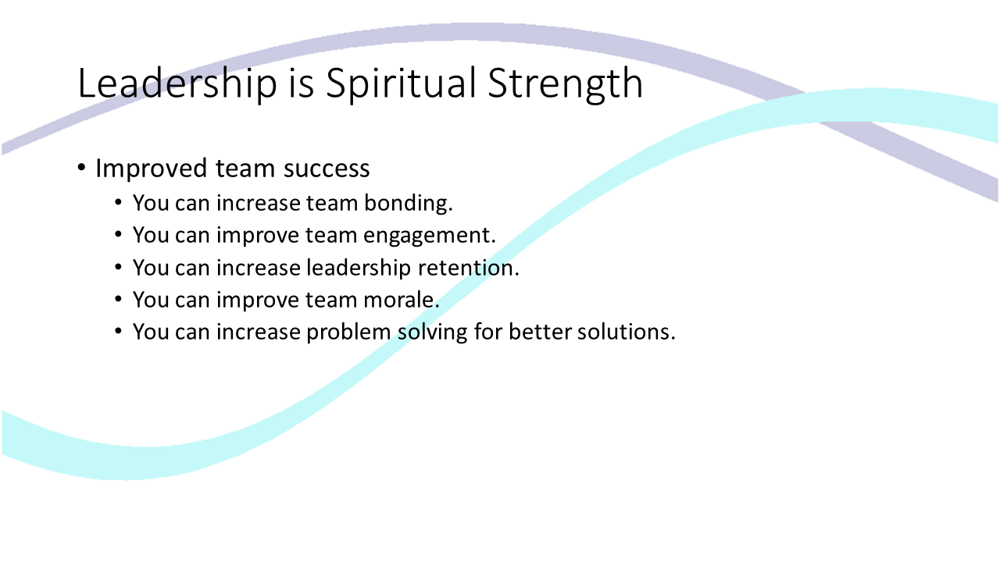 Leadership is Spiritual Strength
• Improved team success
• You can increase team bonding.
• You can improve team engagement.
• You can increase leadership retention.
• You can improve team morale.
• You can increase problem solving for better solutions.